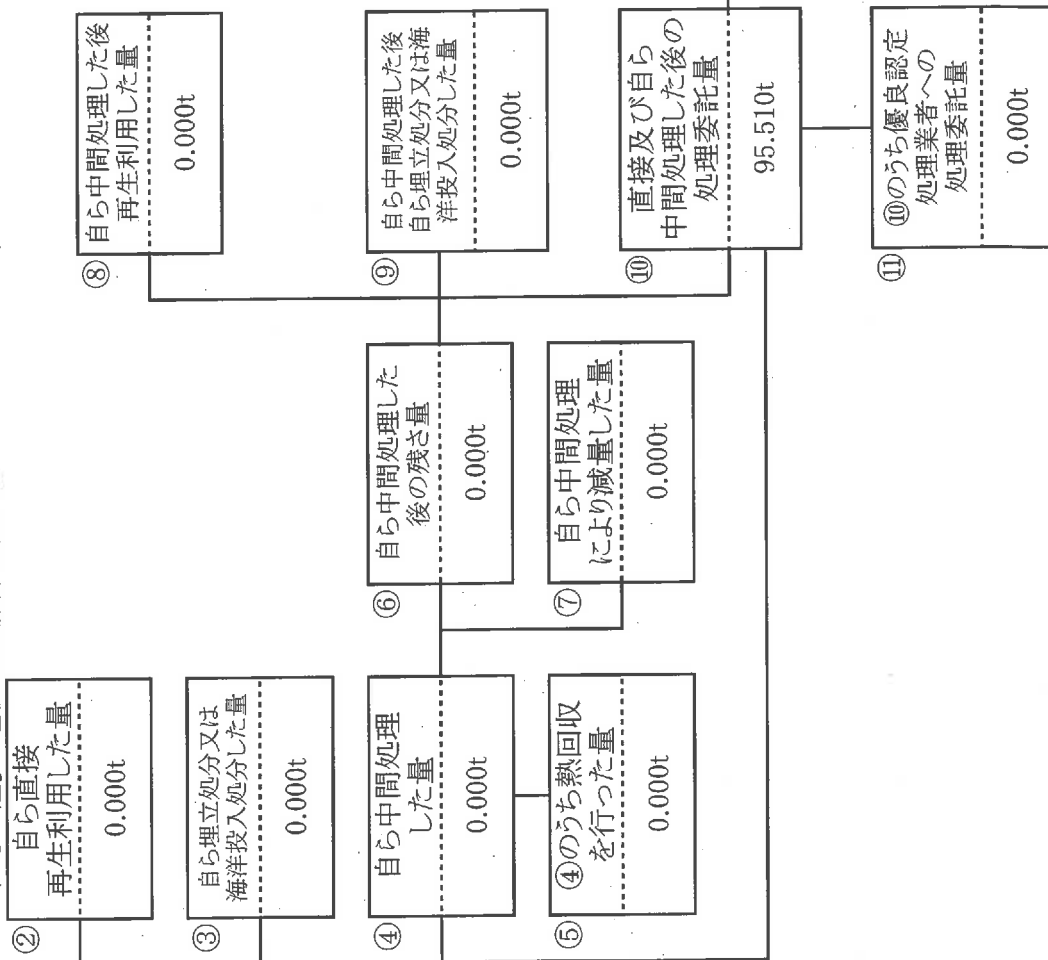 ②
自ら直接
再生利用した量
0.000t
③
自ら埋立処分又は
海洋投入処分した量
0.000t
④
自ら中間処理
した量
0.000t
⑤
④のうち熱回収
を行った量
0.000t
⑥
自ら中間処理した
後の残さ量
0.000t
⑦
自ら中間処理
により減量した量
0.000t
⑧
自ら中間処理した後
再生利用した量
0.000t
⑨
自ら中間処理した後
自ら埋立処分又は海
洋投入処分した量
0.000t
⑩
直接及び自ら
中間処理した後の
処理委託量
95.510t
⑪
⑩のうち優良認定
処理業者への
処理委託量
0.000t